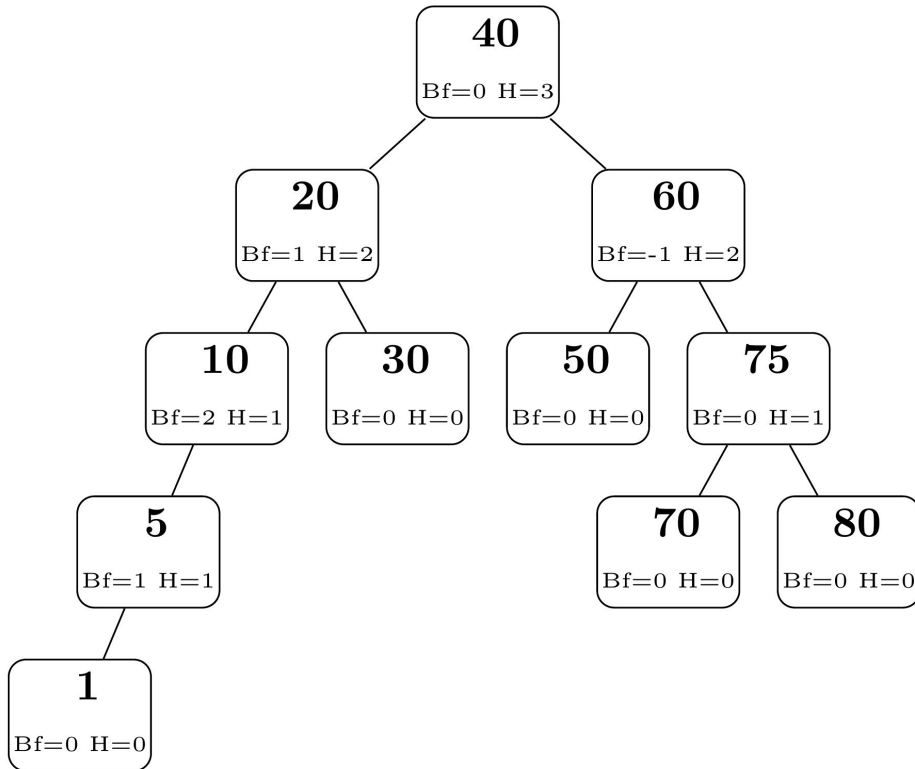 40
Bf=0 H=3
20
Bf=1 H=2
60
Bf=-1 H=2
10
Bf=2 H=1
30
Bf=0 H=0
50
Bf=0 H=0
75
Bf=0 H=1
5
Bf=1 H=1
70
Bf=0 H=0
80
Bf=0 H=0
1
Bf=0 H=0